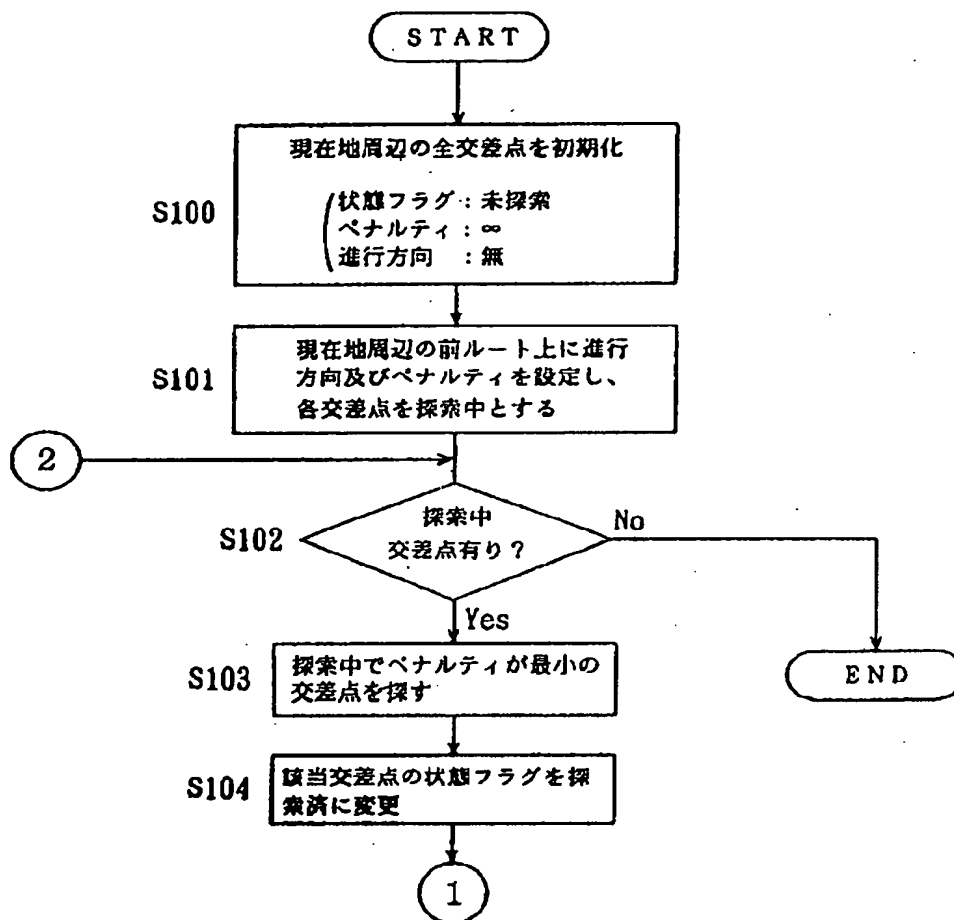 START
現在地周辺の全交差点を初期化
S100
状態フラグ：未探索
ペナルティ：∞
進行方向　：無
現在地周辺の前ルート上に進行
S101
方向及びペナルティを設定し、
各交差点を探索中とする
2
探索中
No
S102
交差点有り？
Yes
S103
探索中でペナルティが最小の
交差点を探す
END
S104
該当交差点の状態フラグを探
索済に変更
1